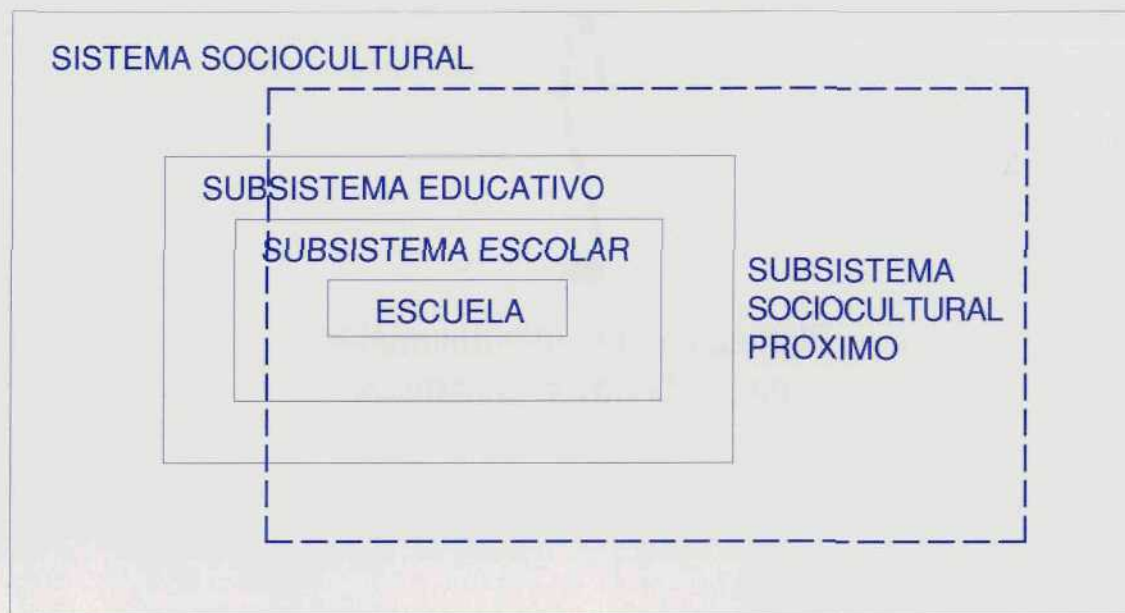 SISTEMA SOCIOCULTURAL
SUBSISTEMA EDUCATIVO
SUBSISTEMA ESCOLAR
ESCUELA
SUBSISTEMA
SOCIOCULTURAL
PROXIMO